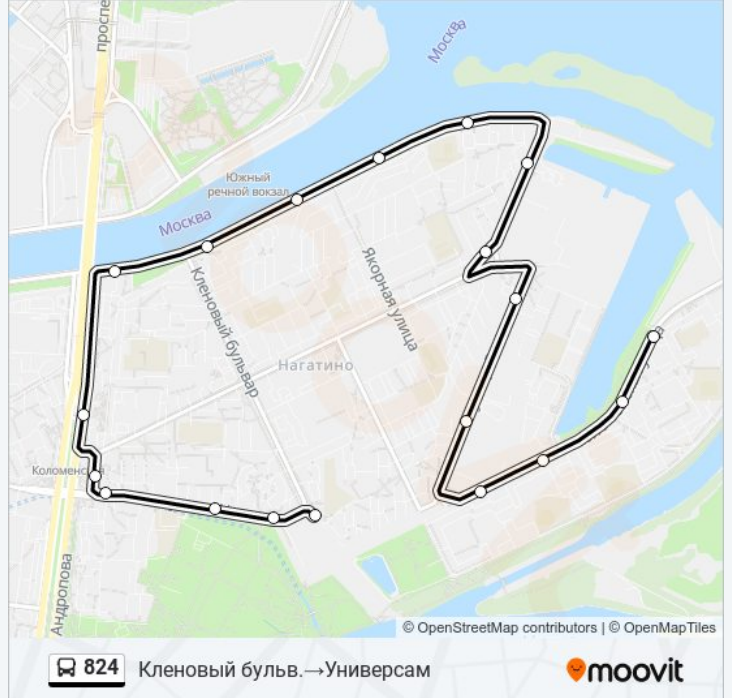 проспе
Москва
Южный
речной вокзал
Москва
Кленовый бульвар
Якорная улица
Нагатино
Коломенская
Андропова
© OpenStreetMap contributors | © OpenMapTiles
824 Кленовый бульв.→Универсам
moovit